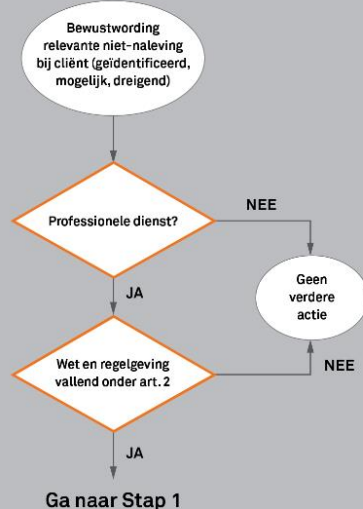 Bewustwording
relevante niet-naleving
bij cliënt (geïdentificeerd,
mogelijk, dreigend)
Professionele dienst?
NEE
JA
Geen
verdere
actie
Wet en regelgeving
vallend onder art. 2
NEE
JA
Ga naar Stap 1